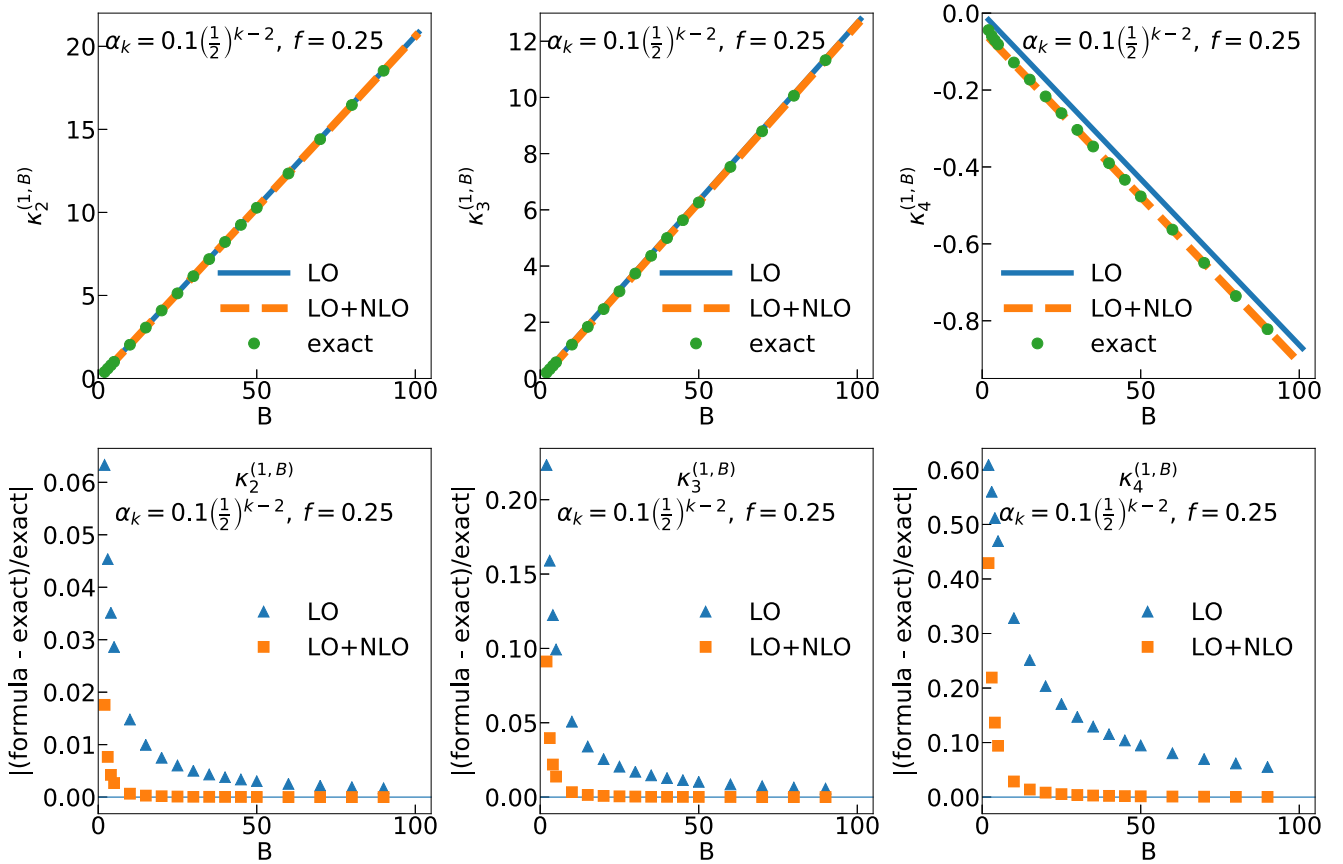 α_k = 0.1(1/2)^{k−2}, f = 0.25
κ_2^{(1, B)}
20
15
10
5
0
LO
LO+NLO
exact
0 50 100
B
α_k = 0.1(1/2)^{k−2}, f = 0.25
κ_3^{(1, B)}
12
10
8
6
4
2
0
LO
LO+NLO
exact
0 50 100
B
α_k = 0.1(1/2)^{k−2}, f = 0.25
κ_4^{(1, B)}
0.0
-0.2
-0.4
-0.6
-0.8
LO
LO+NLO
exact
0 50 100
B
κ_2^{(1, B)}
α_k = 0.1(1/2)^{k−2}, f = 0.25
|(formula - exact)/exact|
0.06
0.05
0.04
0.03
0.02
0.01
0.00
LO
LO+NLO
0 50 100
B
κ_3^{(1, B)}
α_k = 0.1(1/2)^{k−2}, f = 0.25
|(formula - exact)/exact|
0.20
0.15
0.10
0.05
0.00
LO
LO+NLO
0 50 100
B
κ_4^{(1, B)}
α_k = 0.1(1/2)^{k−2}, f = 0.25
|(formula - exact)/exact|
0.60
0.50
0.40
0.30
0.20
0.10
0.00
LO
LO+NLO
0 50 100
B